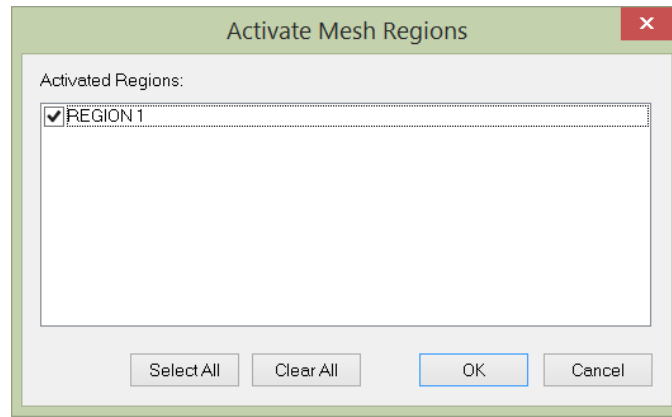 Activate Mesh Regions
Activated Regions:
REGION 1
Select All Clear All OK Cancel